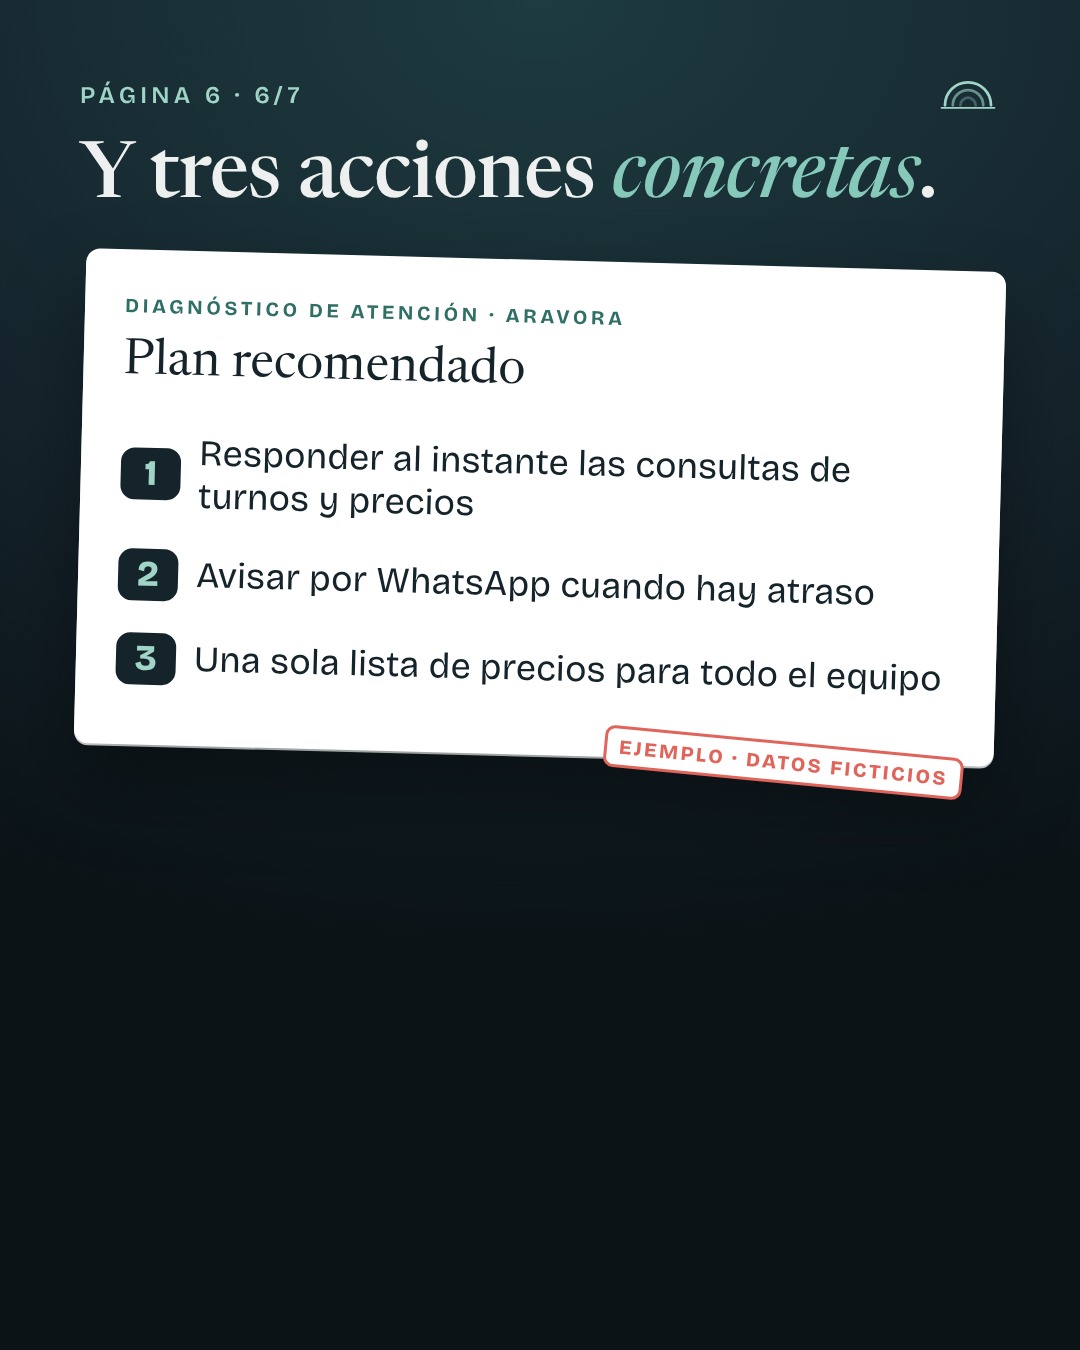 PÁGINA 6 · 6/7
Y tres acciones concretas.
DIAGNÓSTICO DE ATENCIÓN · ARAVORA
Plan recomendado
1 Responder al instante las consultas de
turnos y precios
2 Avisar por WhatsApp cuando hay atraso
3 Una sola lista de precios para todo el equipo
EJEMPLO · DATOS FICTICIOS